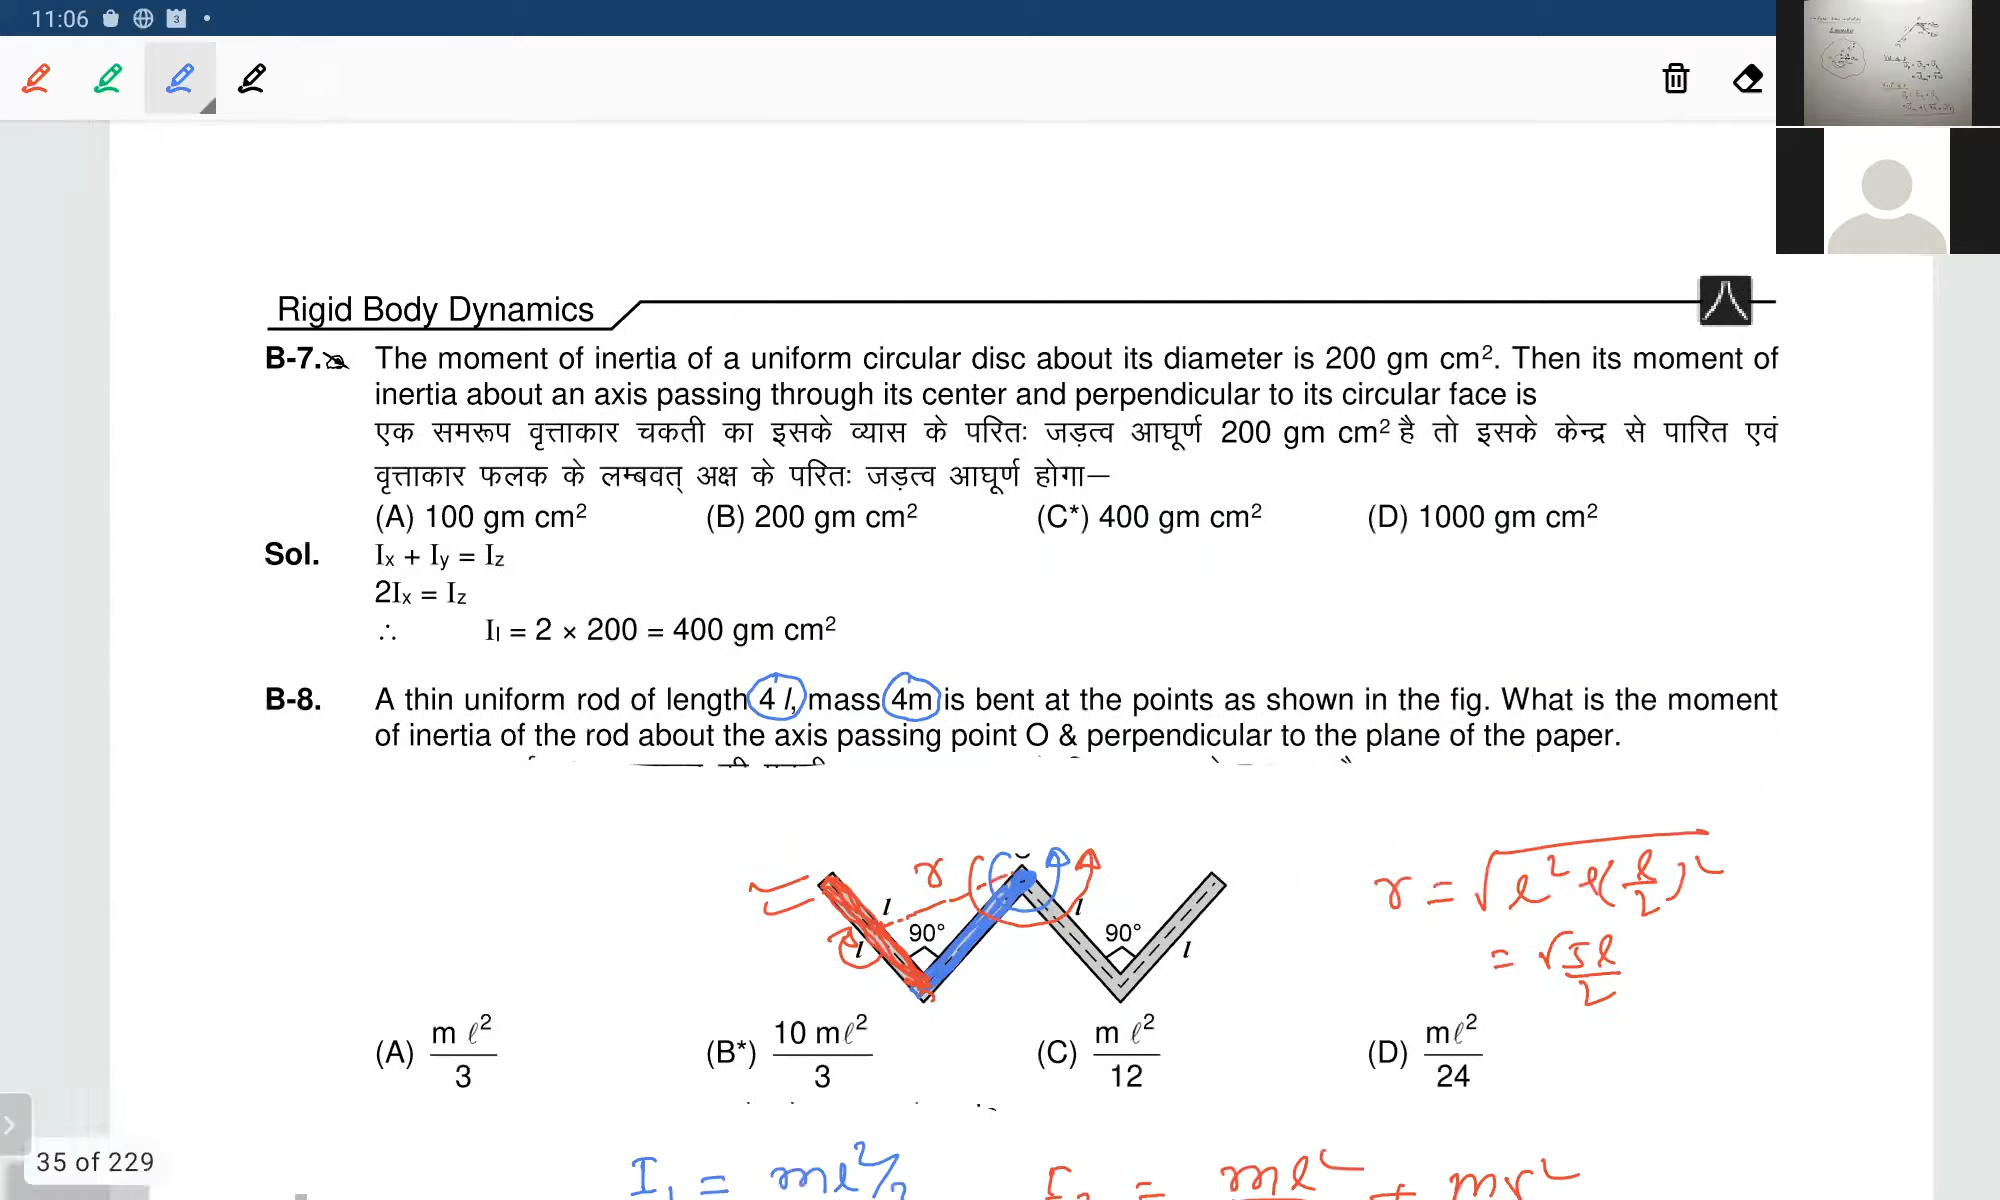 11:06
3
Rigid Body Dynamics
B-7. The moment of inertia of a uniform circular disc about its diameter is 200 gm cm². Then its moment of
inertia about an axis passing through its center and perpendicular to its circular face is
एक समरूप वृत्ताकार चकती का इसके व्यास के परितः जड़त्व आघूर्ण 200 gm cm² है तो इसके केन्द्र से पारित एवं
वृत्ताकार फलक के लम्बवत् अक्ष के परितः जड़त्व आघूर्ण होगा–
(A) 100 gm cm² (B) 200 gm cm² (C*) 400 gm cm² (D) 1000 gm cm²
Sol. Iₓ + Iy = Iz
2Iₓ = Iz
∴ Iı = 2 × 200 = 400 gm cm²
B-8. A thin uniform rod of length 4 l, mass 4m is bent at the points as shown in the fig. What is the moment
of inertia of the rod about the axis passing point O & perpendicular to the plane of the paper.
r
l 90° l l 90° l
r = √(l² + (l/2)²)
= √5 l/2
(A) m ℓ²/3 (B*) 10 mℓ²/3 (C) m ℓ²/12 (D) mℓ²/24
I₁ = ml²/
= ml² + mr²
35 of 229